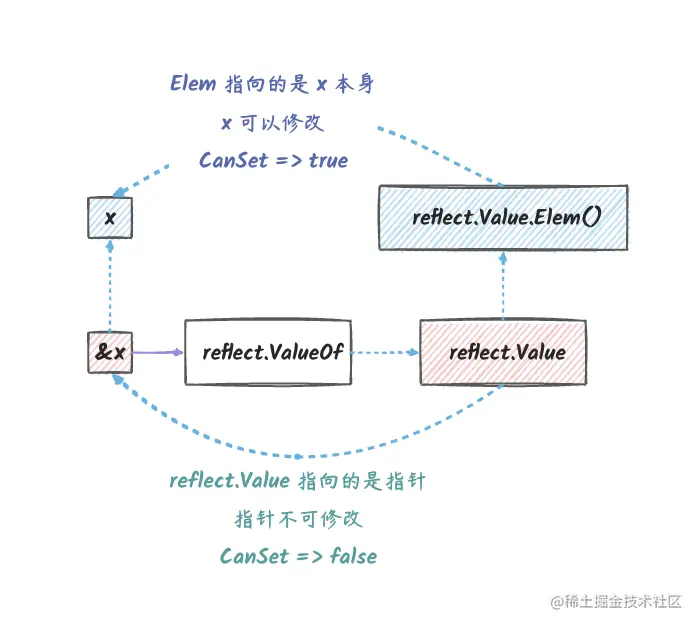 Elem 指向的是 x 本身
x 可以修改
CanSet => true
x
reflect.Value.Elem()
&x
reflect.ValueOf
reflect.Value
reflect.Value 指向的是指针
指针不可修改
CanSet => false
@稀土掘金技术社区